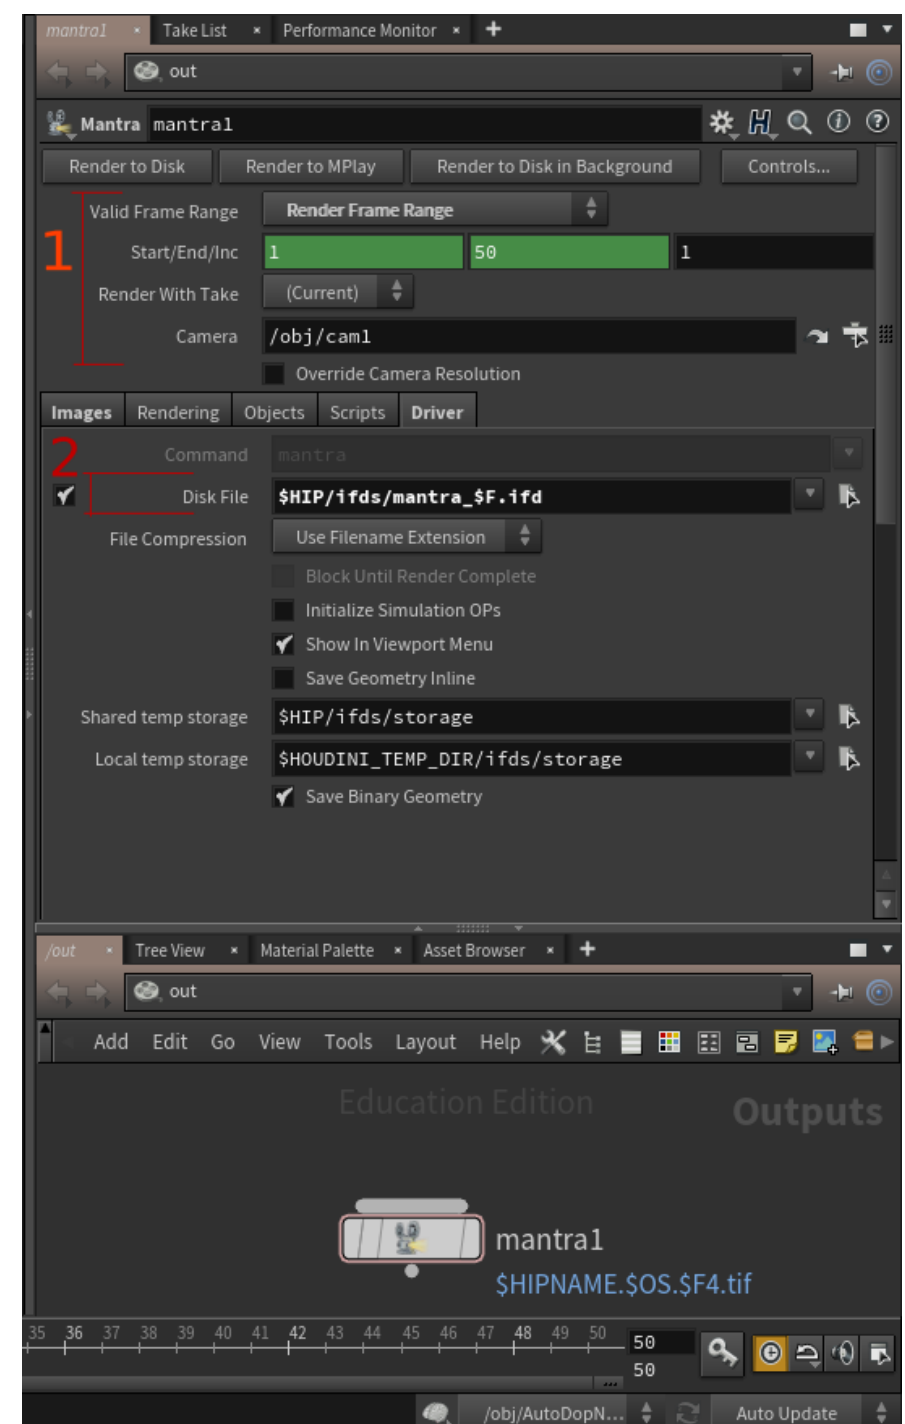 mantra1 × Take List × Performance Monitor × +
out
Mantra mantra1
Render to Disk Render to MPlay Render to Disk in Background Controls...
Valid Frame Range Render Frame Range
1
Start/End/Inc 1 50 1
Render With Take (Current)
Camera /obj/cam1
Override Camera Resolution
Images Rendering Objects Scripts Driver
2
Command mantra
Disk File $HIP/ifds/mantra_$F.ifd
File Compression Use Filename Extension
Block Until Render Complete
Initialize Simulation OPs
Show In Viewport Menu
Save Geometry Inline
Shared temp storage $HIP/ifds/storage
Local temp storage $HOUDINI_TEMP_DIR/ifds/storage
Save Binary Geometry
/out × Tree View × Material Palette × Asset Browser × +
out
Add Edit Go View Tools Layout Help
Education Edition Outputs
mantra1
$HIPNAME.$OS.$F4.tif
35 36 37 38 39 40 41 42 43 44 45 46 47 48 49 50 50
50
/obj/AutoDopN... Auto Update